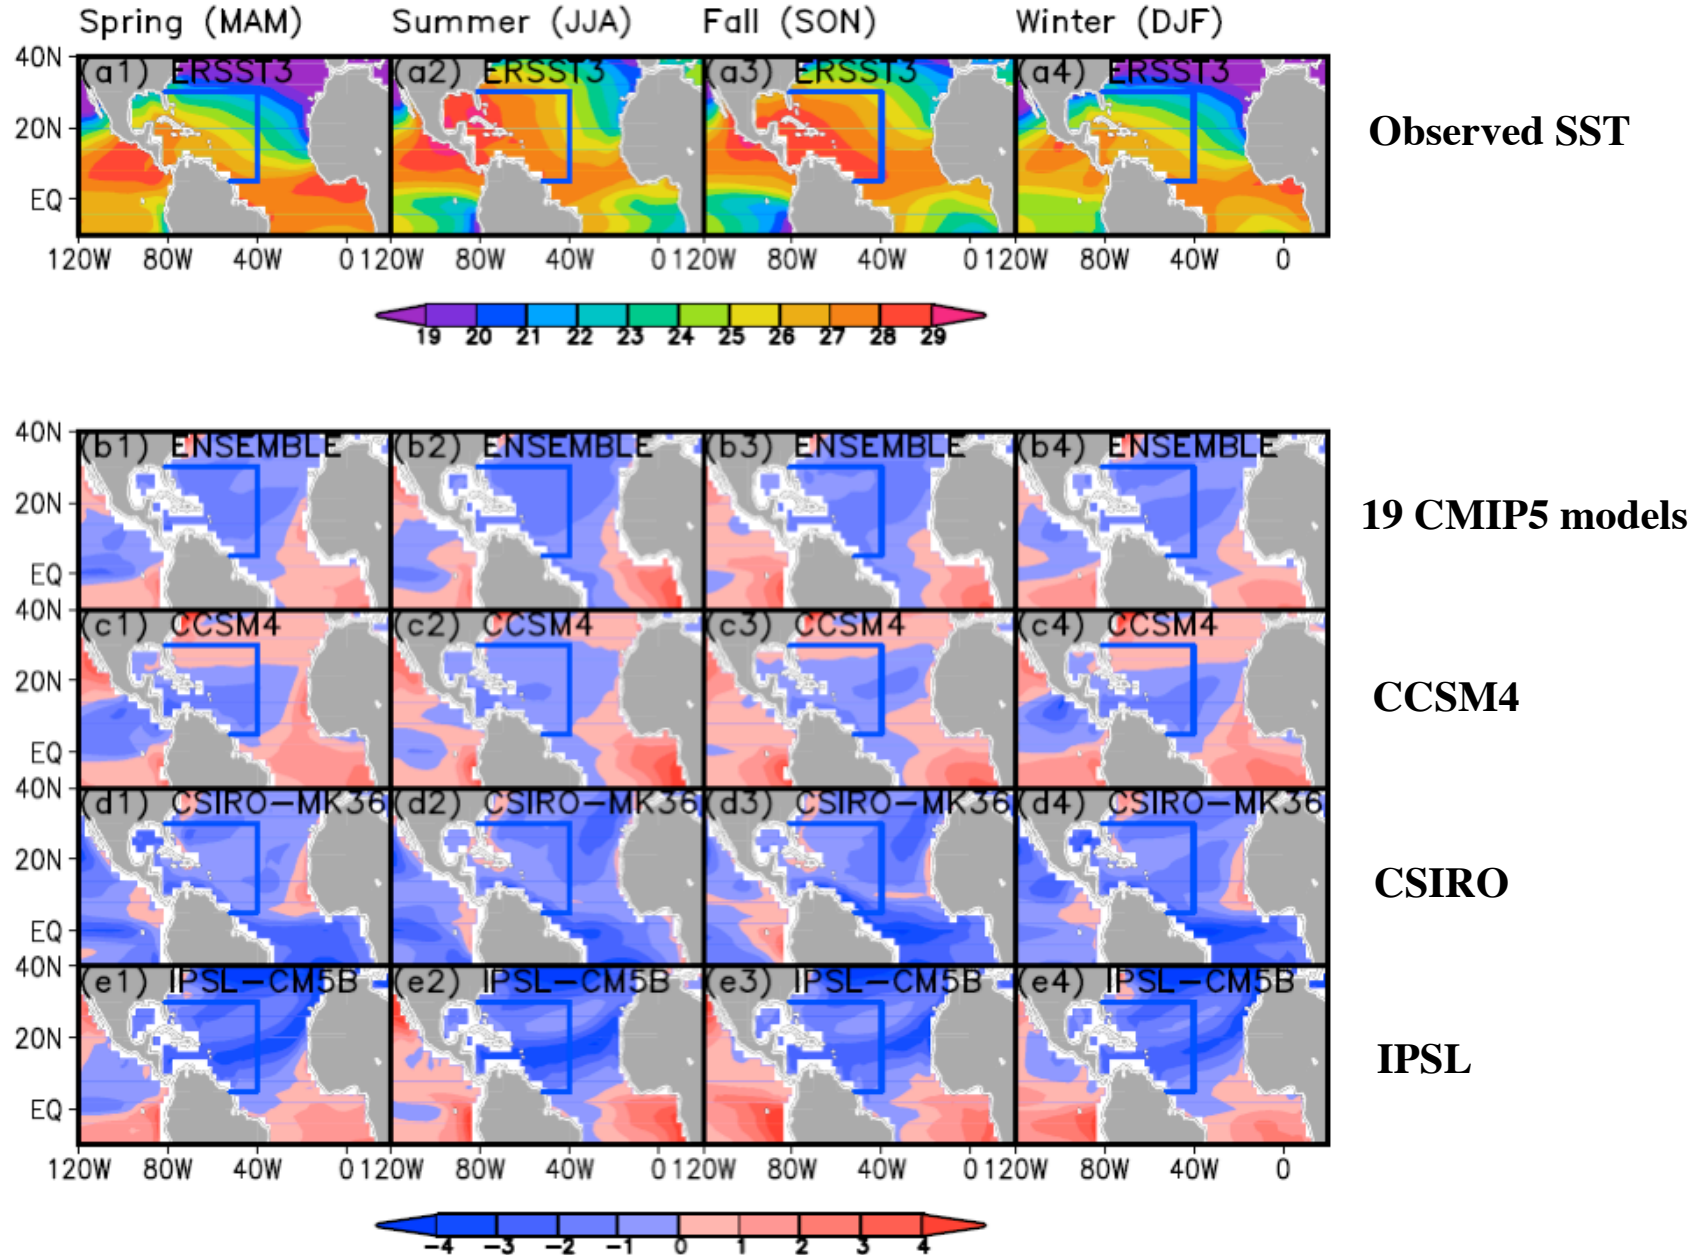 Spring (MAM) Summer (JJA) Fall (SON) Winter (DJF)
40N (a1) ERSST3 (a2) ERSST3 (a3) ERSST3 (a4) ERSST3
20N Observed SST
EQ
120W 80W 40W 0 120W 80W 40W 0 120W 80W 40W 0 120W 80W 40W 0
19 20 21 22 23 24 25 26 27 28 29
40N (b1) ENSEMBLE (b2) ENSEMBLE (b3) ENSEMBLE (b4) ENSEMBLE
20N 19 CMIP5 models
EQ
40N (c1) CCSM4 (c2) CCSM4 (c3) CCSM4 (c4) CCSM4
20N CCSM4
EQ
40N (d1) CSIRO-MK36 (d2) CSIRO-MK36 (d3) CSIRO-MK36 (d4) CSIRO-MK36
20N CSIRO
EQ
40N (e1) IPSL-CM5B (e2) IPSL-CM5B (e3) IPSL-CM5B (e4) IPSL-CM5B
20N IPSL
EQ
120W 80W 40W 0 120W 80W 40W 0 120W 80W 40W 0 120W 80W 40W 0
-4 -3 -2 -1 0 1 2 3 4